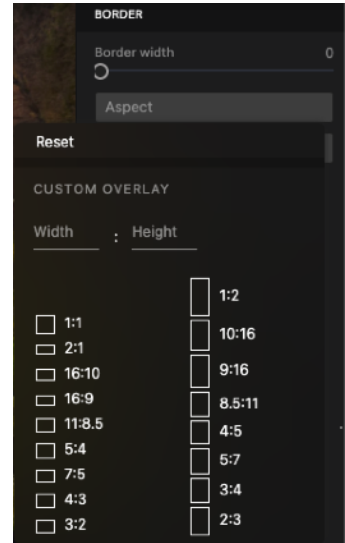 BORDER
Border width 0
Aspect
Reset
CUSTOM OVERLAY
Width : Height
1:1
2:1
16:10
16:9
11:8.5
5:4
7:5
4:3
3:2
1:2
10:16
9:16
8.5:11
4:5
5:7
3:4
2:3